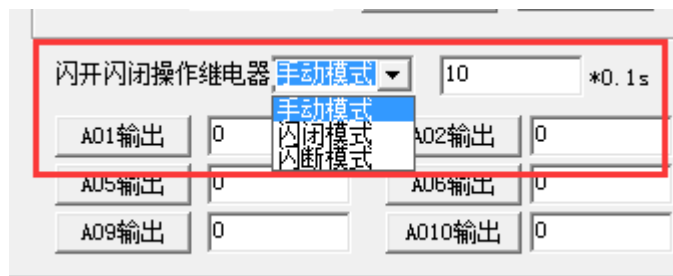 闪开闪闭操作继电器 手动模式 10 *0.1s
手动模式
闪闭模式
闪断模式
A01输出 0 A02输出 0
A05输出 0 A06输出 0
A09输出 0 A010输出 0